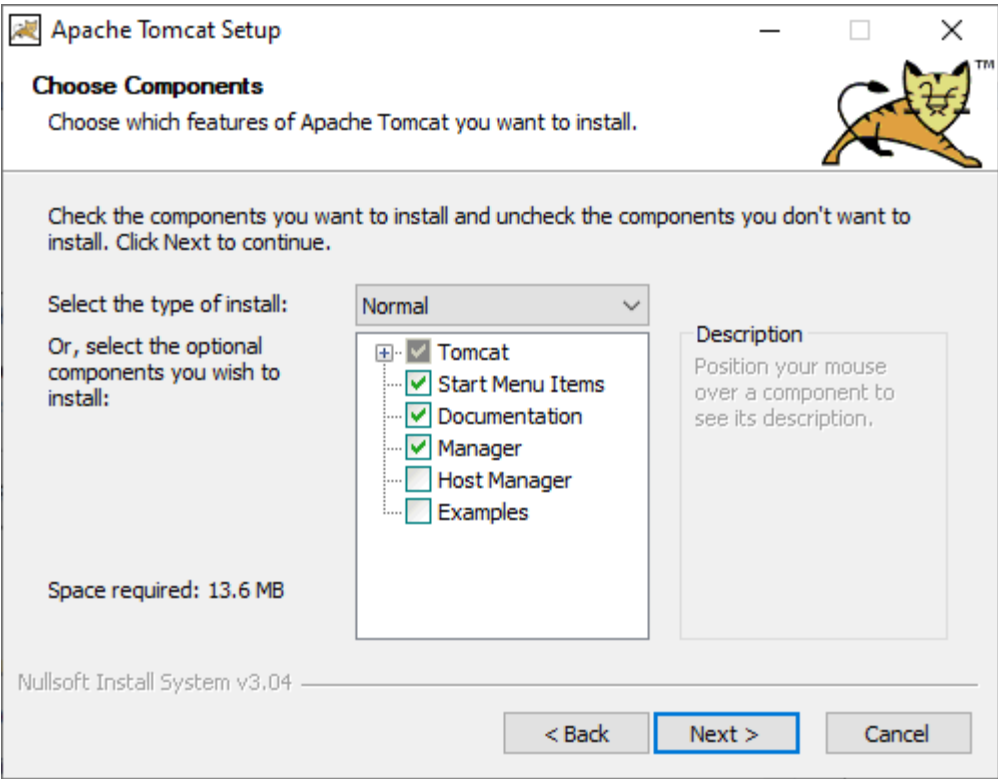 Apache Tomcat Setup
Choose Components
Choose which features of Apache Tomcat you want to install.
TM
Check the components you want to install and uncheck the components you don't want to
install. Click Next to continue.
Select the type of install:
Normal
Or, select the optional
components you wish to
install:
Tomcat
Start Menu Items
Documentation
Manager
Host Manager
Examples
Description
Position your mouse
over a component to
see its description.
Space required: 13.6 MB
Nullsoft Install System v3.04
< Back
Next >
Cancel